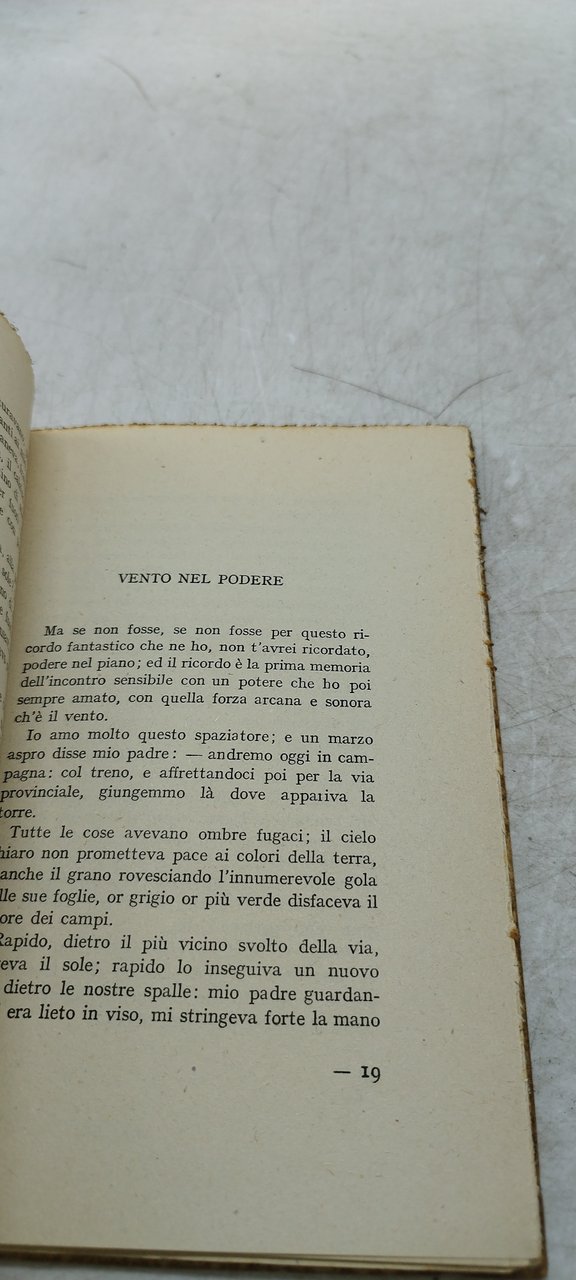 VENTO NEL PODERE
Ma se non fosse, se non fosse per questo ri-
cordo fantastico che ne ho, non t'avrei ricordato,
podere nel piano; ed il ricordo è la prima memoria
dell'incontro sensibile con un potere che ho poi
sempre amato, con quella forza arcana e sonora
ch'è il vento.
Io amo molto questo spaziatore; e un marzo
aspro disse mio padre: — andremo oggi in cam-
pagna: col treno, e affrettandoci poi per la via
provinciale, giungemmo là dove appariva la
torre.
Tutte le cose avevano ombre fugaci; il cielo
hiaro non prometteva pace ai colori della terra,
anche il grano rovesciando l'innumerevole gola
lle sue foglie, or grigio or più verde disfaceva il
ore dei campi.
Rapido, dietro il più vicino svolto della via,
eva il sole; rapido lo inseguiva un nuovo
dietro le nostre spalle: mio padre guardan-
era lieto in viso, mi stringeva forte la mano
— 19